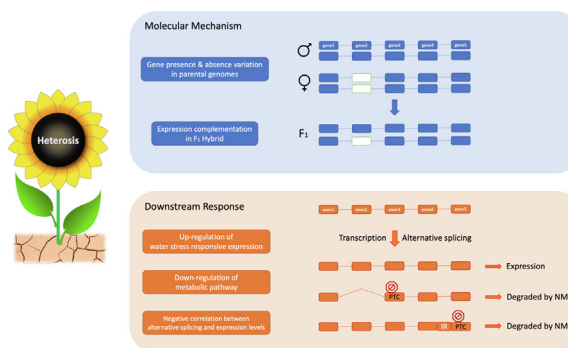 Molecular Mechanism
gene1 gene2 gene3 gene4 gene5
Gene presence & absence variation
in parental genomes
Expression complementation
in F₁ Hybrid
F₁
Heterosis
Downstream Response
exon1 exon2 exon3 exon4 exon5
Up-regulation of
water stress responsive expression
Transcription
Alternative splicing
Expression
Down-regulation of
metabolic pathway
PTC
Degraded by NM
Negative correlation between
alternative splicing and expression levels
IR PTC
Degraded by NM